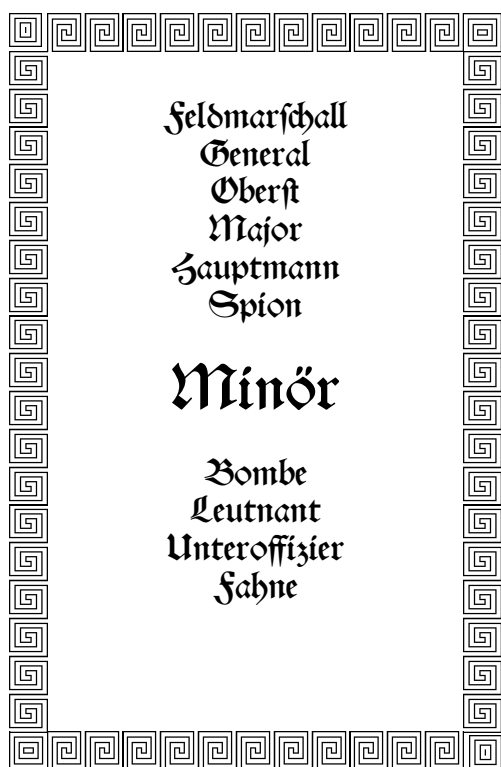 Feldmarſchall
General
Oberſt
Major
Hauptmann
Spion
Minör
Bombe
Leutnant
Unteroffizier
Fahne